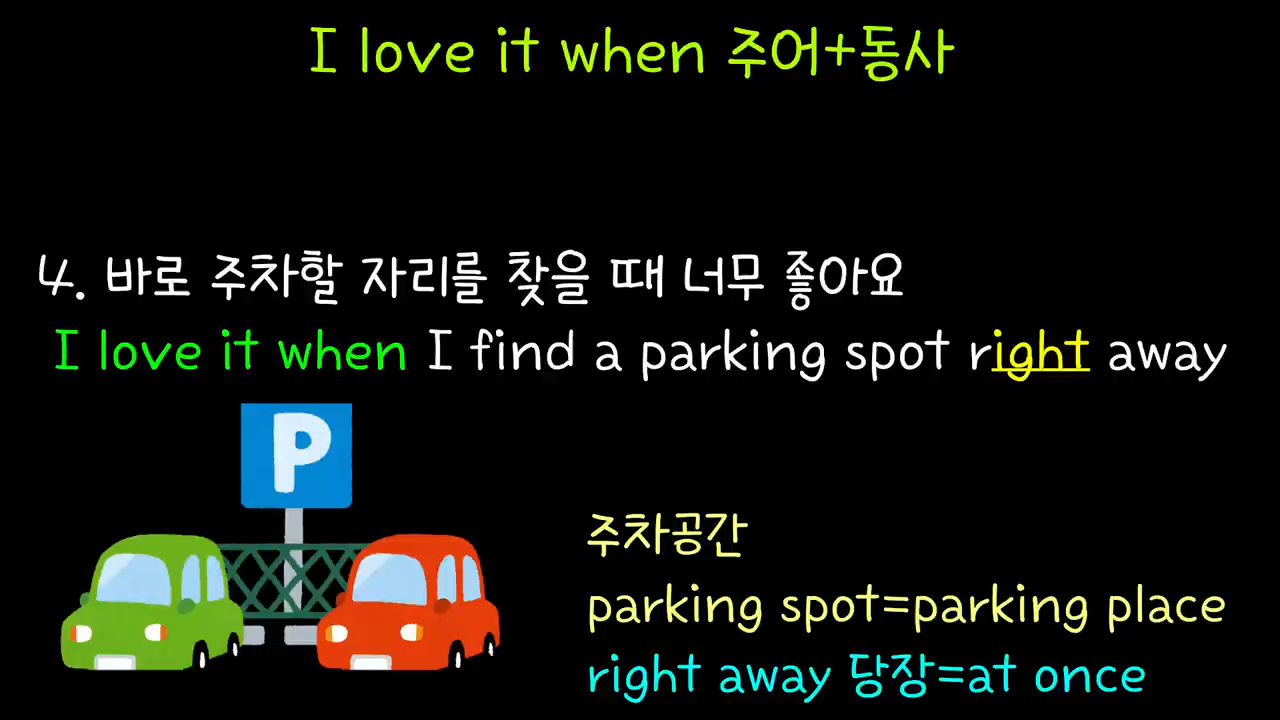 I love it when 주어+동사
4. 바로 주차할 자리를 찾을 때 너무 좋아요
I love it when I find a parking spot right away
P
주차공간
parking spot=parking place
right away 당장=at once